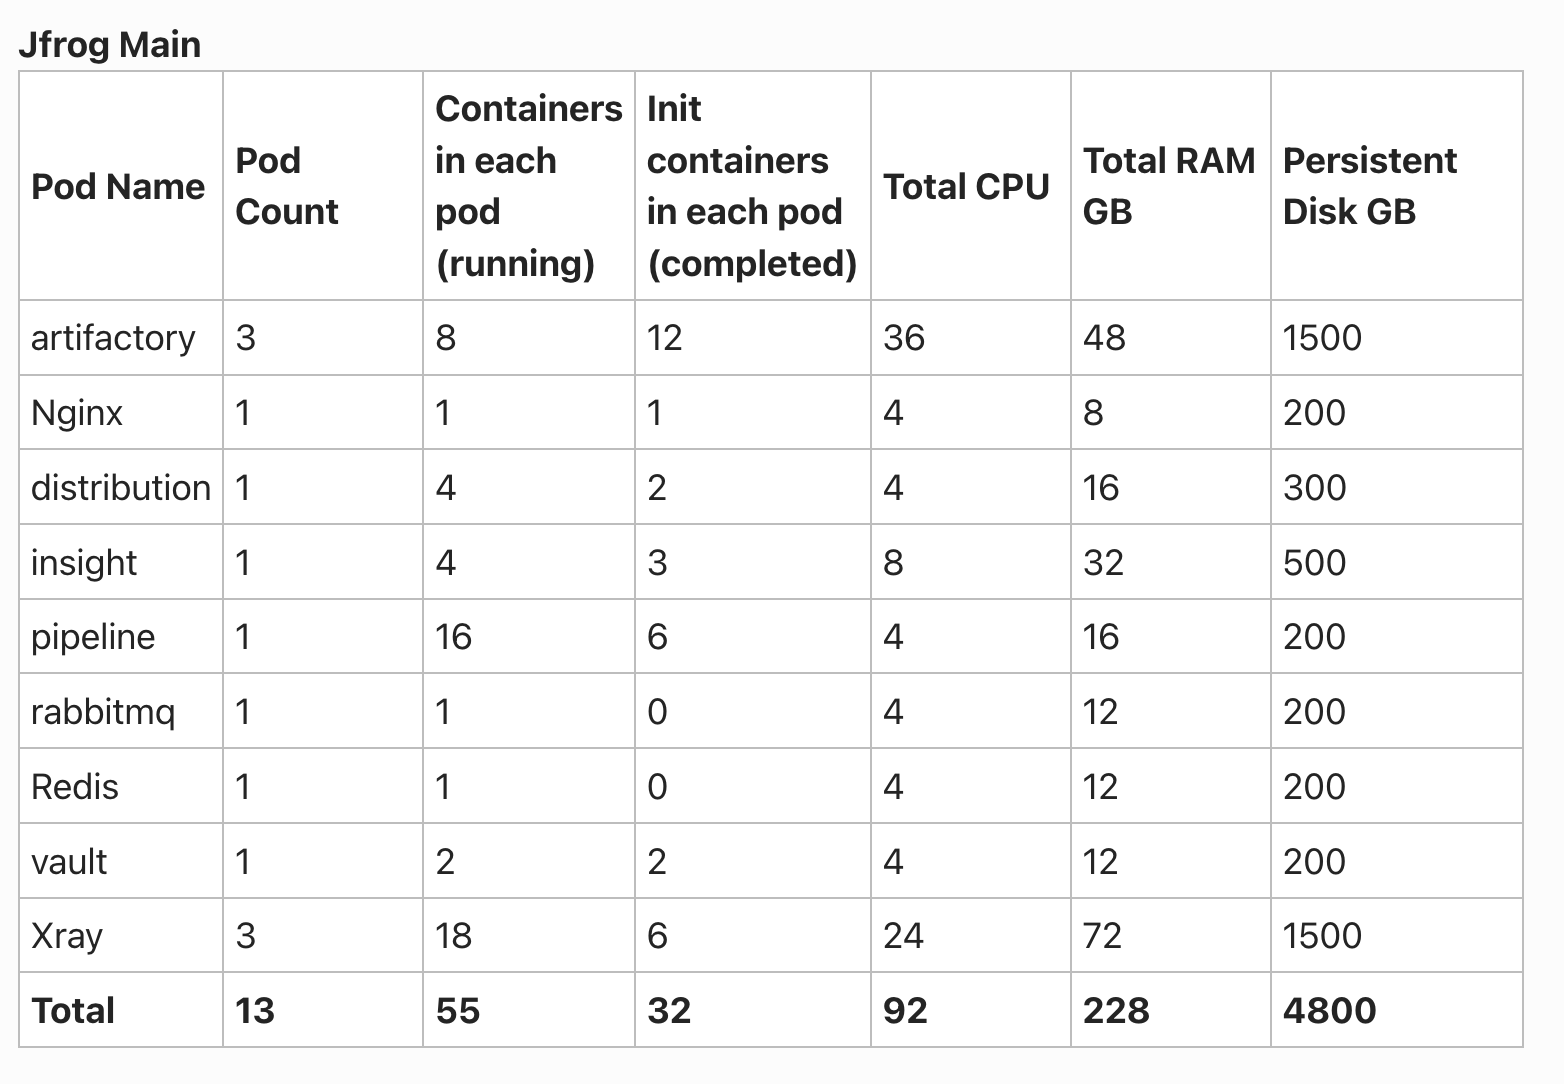 Jfrog Main
Pod Name | Pod Count | Containers in each pod (running) | Init containers in each pod (completed) | Total CPU | Total RAM GB | Persistent Disk GB
artifactory | 3 | 8 | 12 | 36 | 48 | 1500
Nginx | 1 | 1 | 1 | 4 | 8 | 200
distribution | 1 | 4 | 2 | 4 | 16 | 300
insight | 1 | 4 | 3 | 8 | 32 | 500
pipeline | 1 | 16 | 6 | 4 | 16 | 200
rabbitmq | 1 | 1 | 0 | 4 | 12 | 200
Redis | 1 | 1 | 0 | 4 | 12 | 200
vault | 1 | 2 | 2 | 4 | 12 | 200
Xray | 3 | 18 | 6 | 24 | 72 | 1500
Total | 13 | 55 | 32 | 92 | 228 | 4800